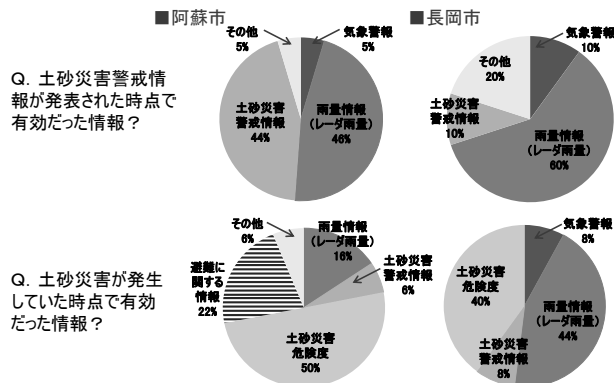 ■阿蘇市
■長岡市
Q. 土砂災害警戒情
報が発表された時点で
有効だった情報？
その他
5%
気象警報
5%
土砂災害
警戒情報
44%
雨量情報
(レーダ雨量)
46%
その他
20%
気象警報
10%
土砂災害
警戒情報
10%
雨量情報
(レーダ雨量)
60%
Q. 土砂災害が発生
していた時点で有効
だった情報？
その他
6%
雨量情報
(レーダ雨量)
16%
避難に
関する
情報
22%
土砂災害
警戒情報
6%
土砂災害
危険度
50%
気象警報
8%
土砂災害
危険度
40%
雨量情報
(レーダ雨量)
44%
土砂災害
警戒情報
8%